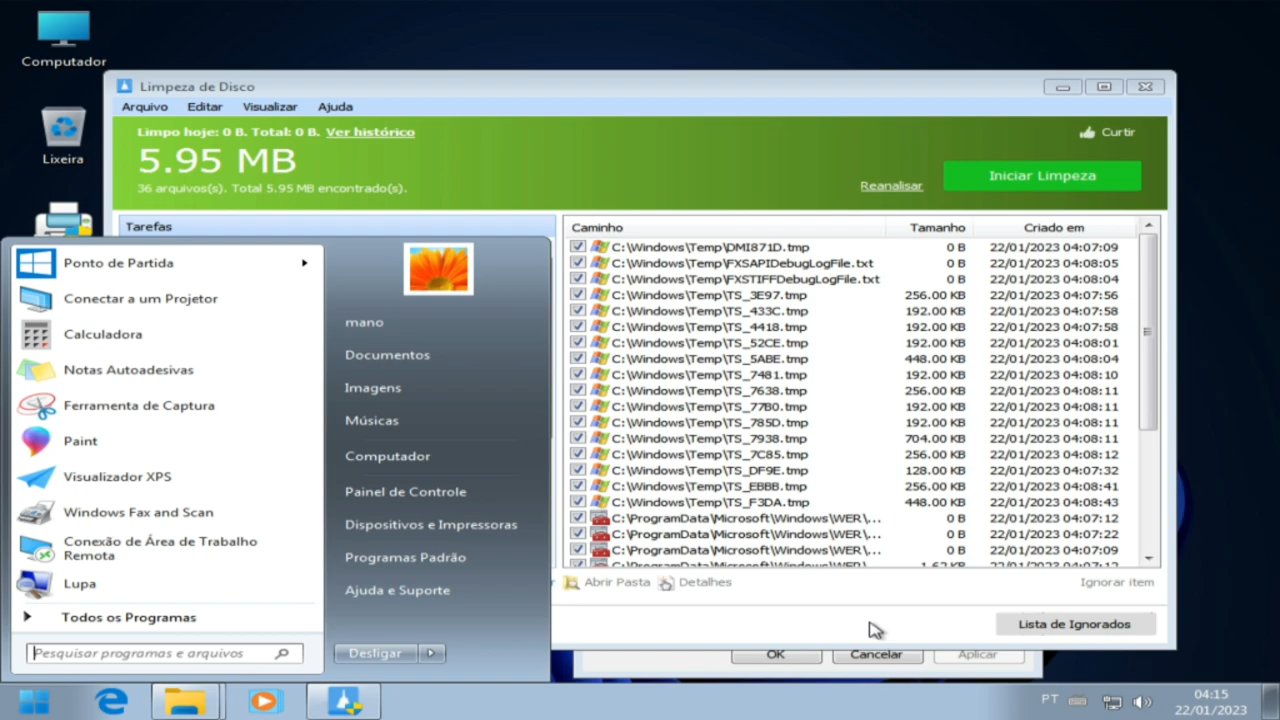 Computador
Lixeira
Limpeza de Disco
Arquivo Editar Visualizar Ajuda
Limpo hoje: 0 B. Total: 0 B. Ver histórico
Curtir
5.95 MB
36 arquivos(s). Total 5.95 MB encontrado(s).
Reanalisar
Iniciar Limpeza
Tarefas
Caminho Tamanho Criado em
C:\Windows\Temp\DMI871D.tmp 0 B 22/01/2023 04:07:09
C:\Windows\Temp\FXSAPIDebugLogFile.txt 0 B 22/01/2023 04:08:05
C:\Windows\Temp\FXSTIFFDebugLogFile.txt 0 B 22/01/2023 04:08:04
C:\Windows\Temp\TS_3E97.tmp 256.00 KB 22/01/2023 04:07:56
C:\Windows\Temp\TS_433C.tmp 192.00 KB 22/01/2023 04:07:58
C:\Windows\Temp\TS_4418.tmp 192.00 KB 22/01/2023 04:07:58
C:\Windows\Temp\TS_52CE.tmp 192.00 KB 22/01/2023 04:08:01
C:\Windows\Temp\TS_5ABE.tmp 448.00 KB 22/01/2023 04:08:04
C:\Windows\Temp\TS_7481.tmp 192.00 KB 22/01/2023 04:08:10
C:\Windows\Temp\TS_7638.tmp 256.00 KB 22/01/2023 04:08:11
C:\Windows\Temp\TS_77B0.tmp 192.00 KB 22/01/2023 04:08:11
C:\Windows\Temp\TS_785D.tmp 192.00 KB 22/01/2023 04:08:11
C:\Windows\Temp\TS_7938.tmp 704.00 KB 22/01/2023 04:08:11
C:\Windows\Temp\TS_7C85.tmp 256.00 KB 22/01/2023 04:08:12
C:\Windows\Temp\TS_DF9E.tmp 128.00 KB 22/01/2023 04:07:32
C:\Windows\Temp\TS_EBBB.tmp 256.00 KB 22/01/2023 04:08:41
C:\Windows\Temp\TS_F3DA.tmp 448.00 KB 22/01/2023 04:08:43
C:\ProgramData\Microsoft\Windows\WER\... 0 B 22/01/2023 04:07:12
C:\ProgramData\Microsoft\Windows\WER\... 0 B 22/01/2023 04:07:22
C:\ProgramData\Microsoft\Windows\WER\... 0 B 22/01/2023 04:07:09
C:\ProgramData\Microsoft\Windows\WER\ 1.62 KB 22/01/2023 04:07:12
Abrir Pasta Detalhes Ignorar item
Lista de Ignorados
OK Cancelar Aplicar
Ponto de Partida
Conectar a um Projetor
Calculadora
Notas Autoadesivas
Ferramenta de Captura
Paint
Visualizador XPS
Windows Fax and Scan
Conexão de Área de Trabalho
Remota
Lupa
Todos os Programas
Pesquisar programas e arquivos
mano
Documentos
Imagens
Músicas
Computador
Painel de Controle
Dispositivos e Impressoras
Programas Padrão
Ajuda e Suporte
Desligar
PT
04:15
22/01/2023